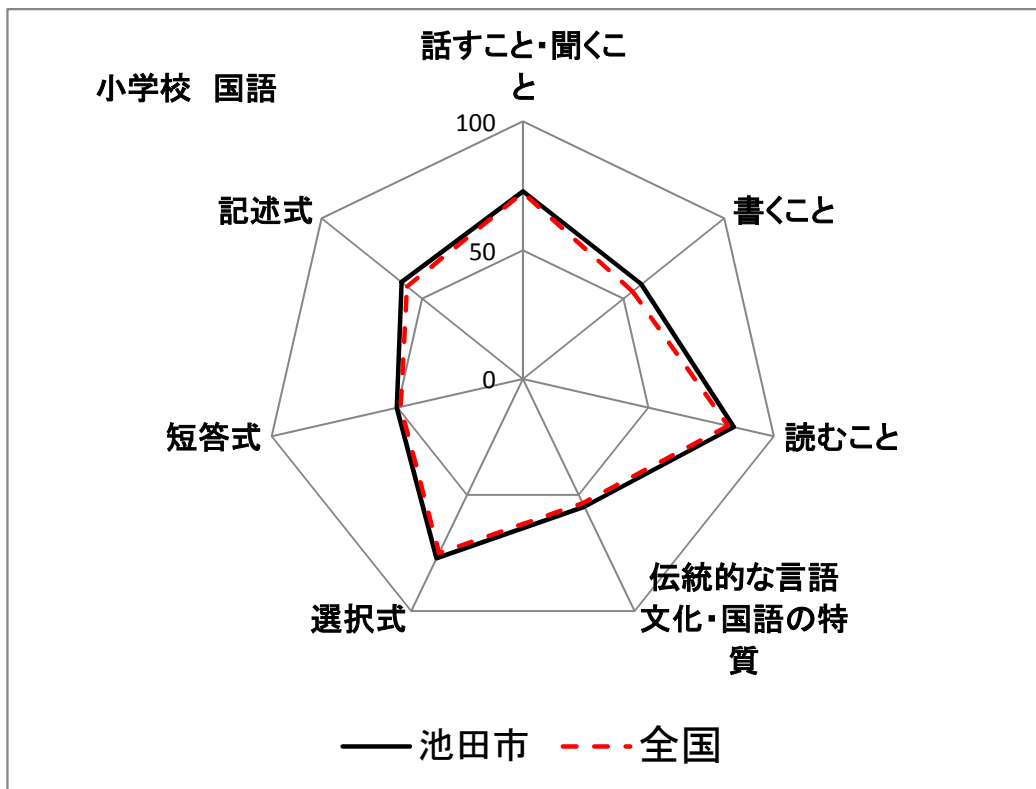 小学校　国語
話すこと・聞くこ
と
100
50
0
書くこと
読むこと
伝統的な言語
文化・国語の特
質
選択式
短答式
記述式
池田市
全国